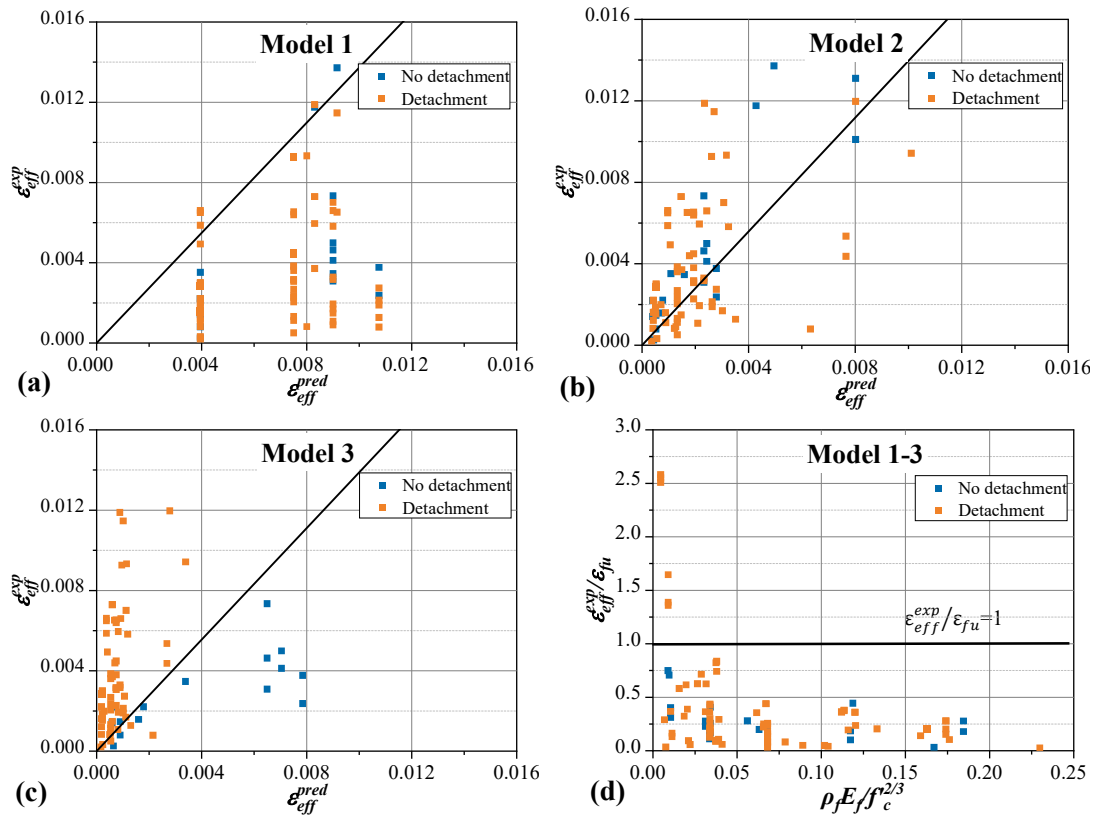 0.016
Model 1
No detachment
Detachment
0.012
0.008
0.004
0.000
ε_eff^exp
0.000
0.004
0.008
0.012
0.016
(a)
ε_eff^pred
0.016
Model 2
No detachment
Detachment
0.012
0.008
0.004
0.000
ε_eff^exp
0.000
0.004
0.008
0.012
0.016
(b)
ε_eff^pred
0.016
Model 3
No detachment
Detachment
0.012
0.008
0.004
0.000
ε_eff^exp
0.000
0.004
0.008
0.012
0.016
(c)
ε_eff^pred
3.0
Model 1-3
No detachment
Detachment
2.5
2.0
1.5
1.0
0.5
0.0
ε_eff^exp/ε_fu
ε_eff^exp/ε_fu=1
0.00
0.05
0.10
0.15
0.20
0.25
(d)
ρ_f E_f/f'_c^2/3